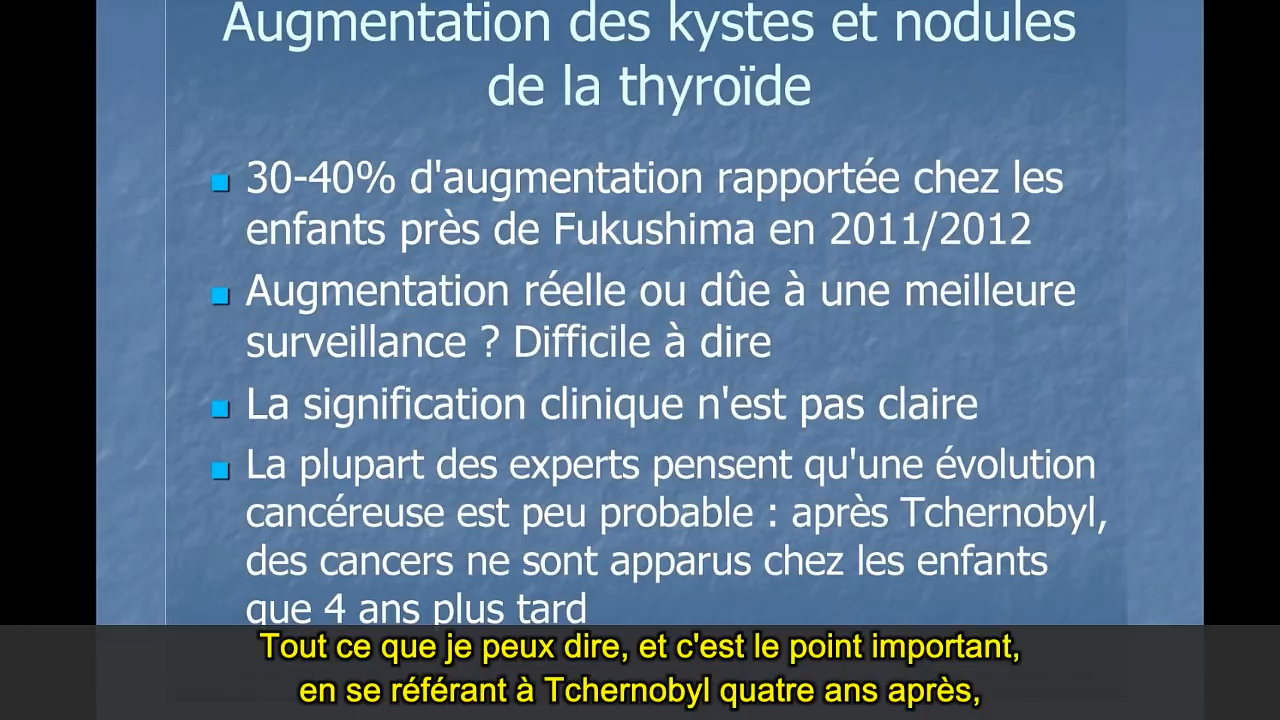 Augmentation des kystes et nodules
de la thyroïde
30-40% d'augmentation rapportée chez les
enfants près de Fukushima en 2011/2012
Augmentation réelle ou dûe à une meilleure
surveillance ? Difficile à dire
La signification clinique n'est pas claire
La plupart des experts pensent qu'une évolution
cancéreuse est peu probable : après Tchernobyl,
des cancers ne sont apparus chez les enfants
que 4 ans plus tard
Tout ce que je peux dire, et c'est le point important,
en se référant à Tchernobyl quatre ans après,